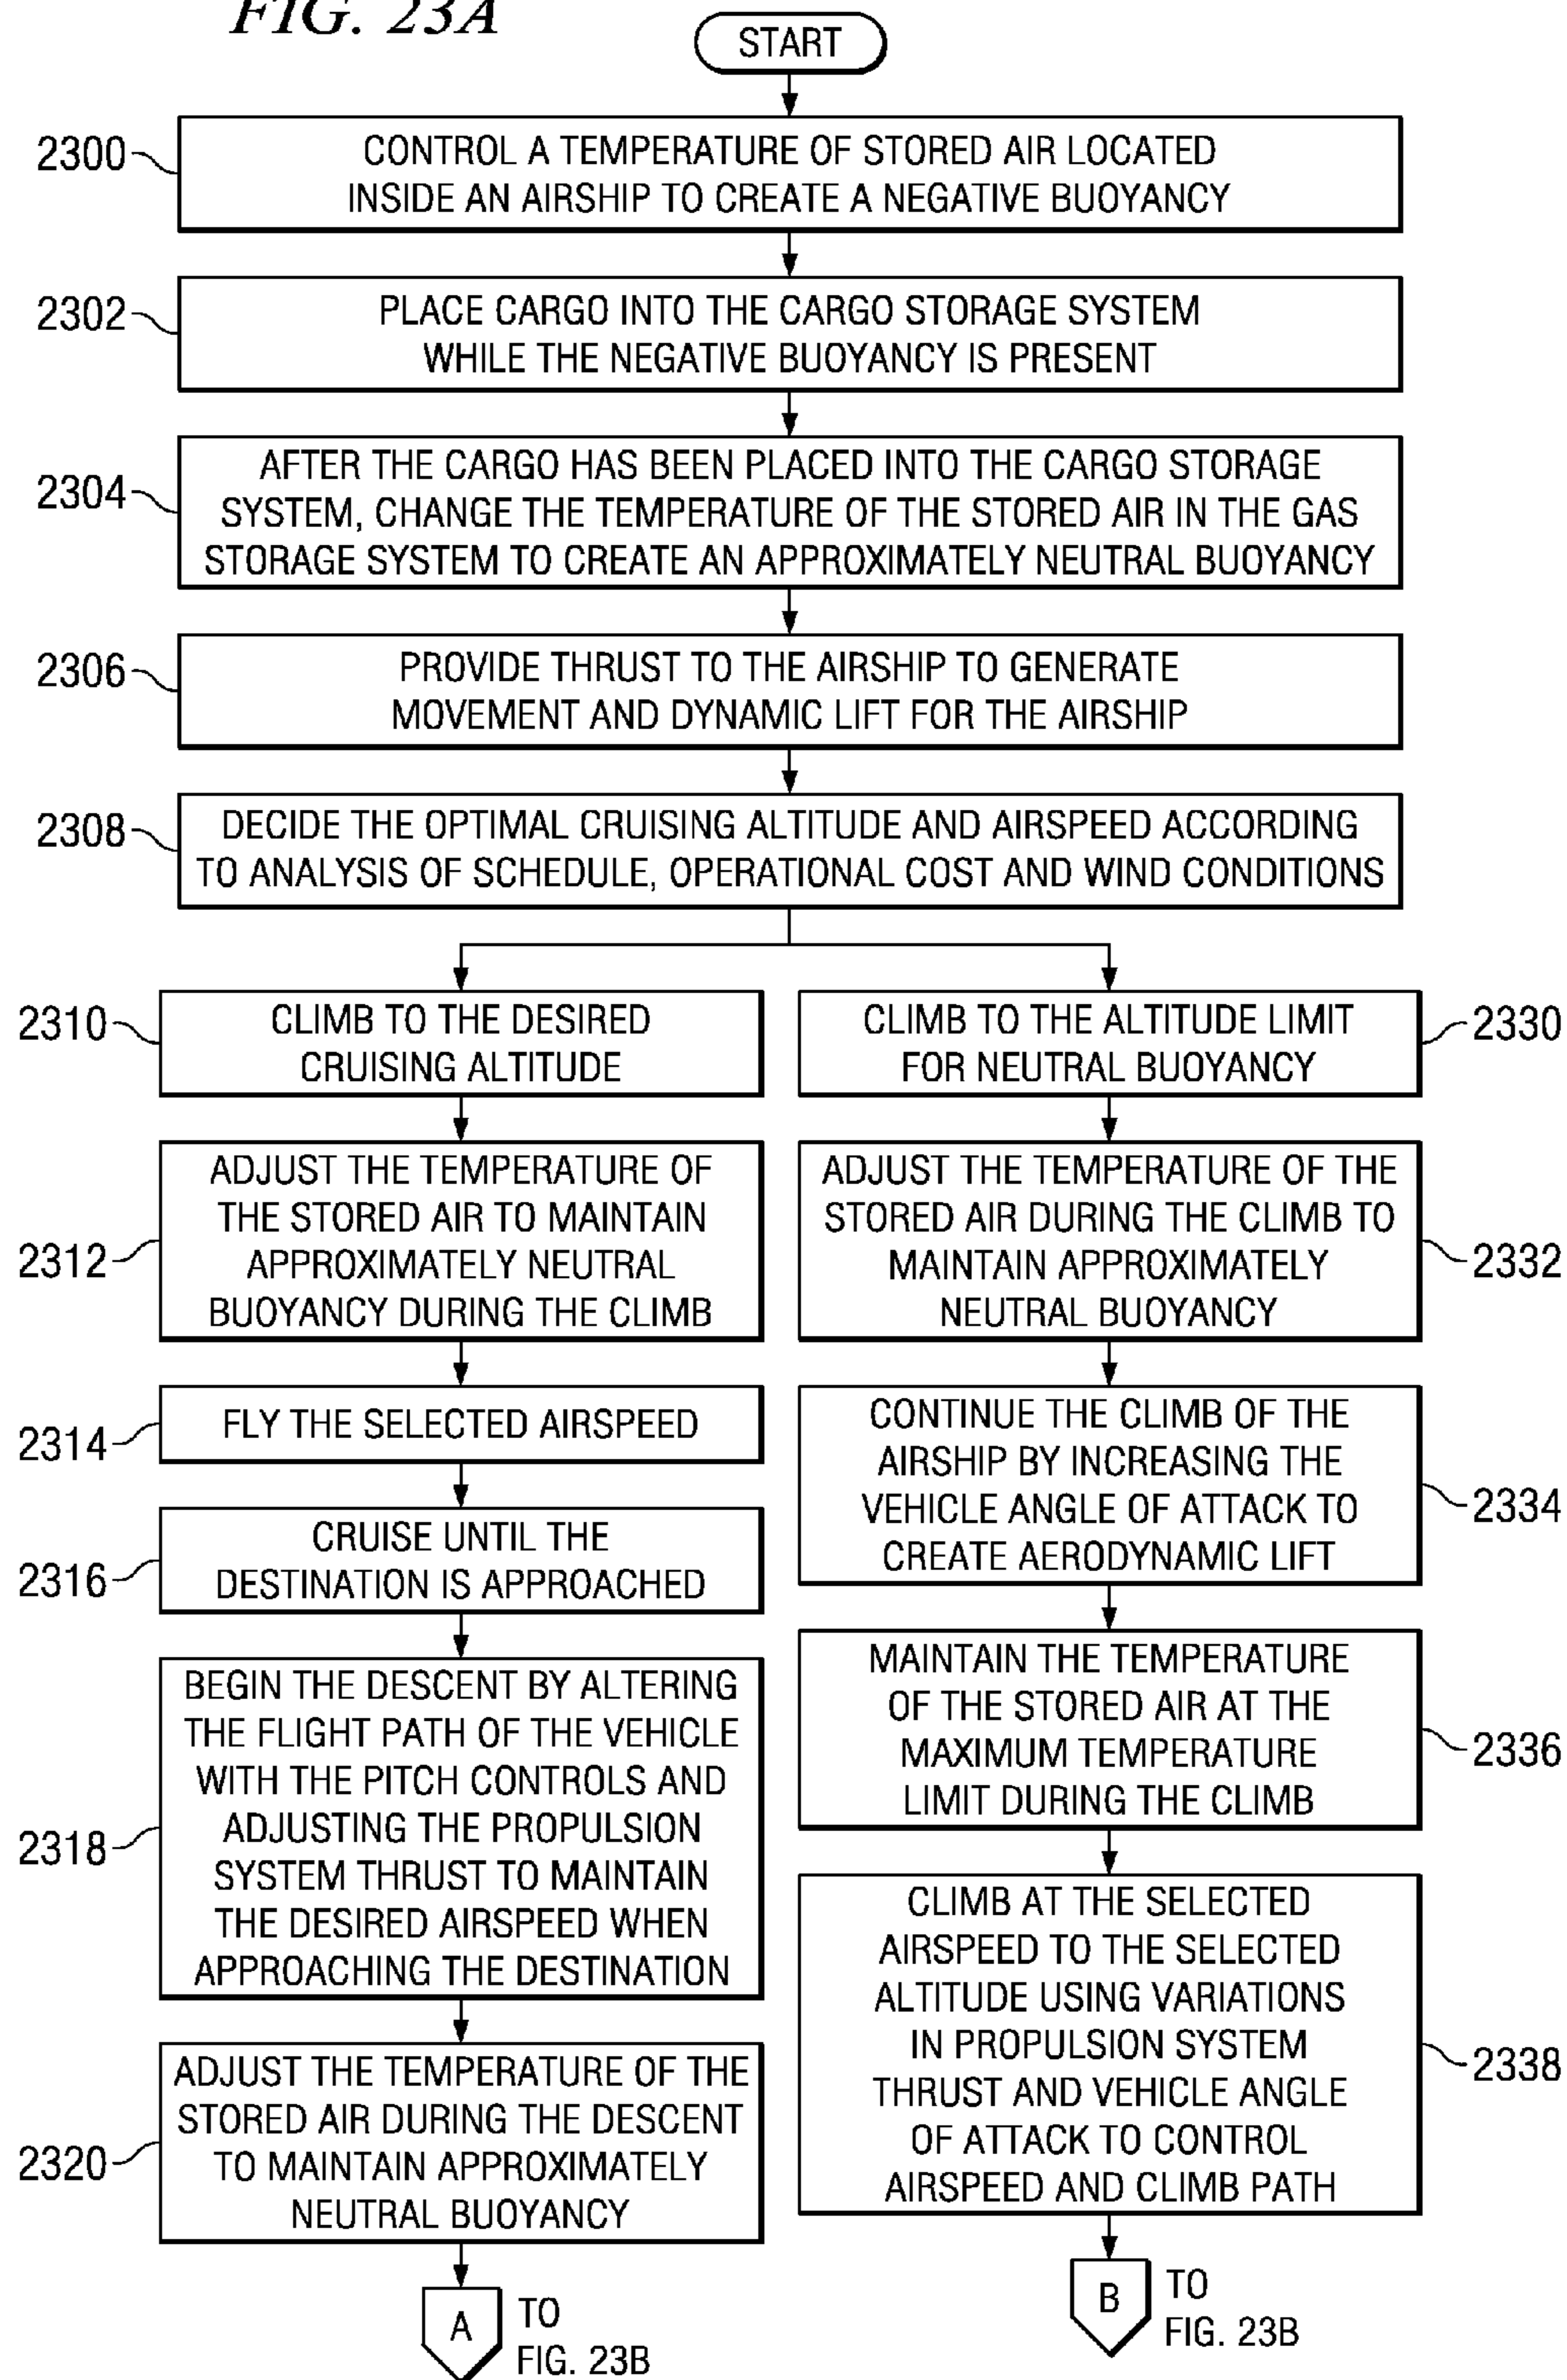 FIG. 23A
START
2300
CONTROL A TEMPERATURE OF STORED AIR LOCATED
INSIDE AN AIRSHIP TO CREATE A NEGATIVE BUOYANCY
2302
PLACE CARGO INTO THE CARGO STORAGE SYSTEM
WHILE THE NEGATIVE BUOYANCY IS PRESENT
2304
AFTER THE CARGO HAS BEEN PLACED INTO THE CARGO STORAGE
SYSTEM, CHANGE THE TEMPERATURE OF THE STORED AIR IN THE GAS
STORAGE SYSTEM TO CREATE AN APPROXIMATELY NEUTRAL BUOYANCY
2306
PROVIDE THRUST TO THE AIRSHIP TO GENERATE
MOVEMENT AND DYNAMIC LIFT FOR THE AIRSHIP
2308
DECIDE THE OPTIMAL CRUISING ALTITUDE AND AIRSPEED ACCORDING
TO ANALYSIS OF SCHEDULE, OPERATIONAL COST AND WIND CONDITIONS
2310
CLIMB TO THE DESIRED
CRUISING ALTITUDE
2312
ADJUST THE TEMPERATURE OF
THE STORED AIR TO MAINTAIN
APPROXIMATELY NEUTRAL
BUOYANCY DURING THE CLIMB
2314
FLY THE SELECTED AIRSPEED
2316
CRUISE UNTIL THE
DESTINATION IS APPROACHED
2318
BEGIN THE DESCENT BY ALTERING
THE FLIGHT PATH OF THE VEHICLE
WITH THE PITCH CONTROLS AND
ADJUSTING THE PROPULSION
SYSTEM THRUST TO MAINTAIN
THE DESIRED AIRSPEED WHEN
APPROACHING THE DESTINATION
2320
ADJUST THE TEMPERATURE OF THE
STORED AIR DURING THE DESCENT
TO MAINTAIN APPROXIMATELY
NEUTRAL BUOYANCY
A
TO
FIG. 23B
CLIMB TO THE ALTITUDE LIMIT
FOR NEUTRAL BUOYANCY
2330
ADJUST THE TEMPERATURE OF THE
STORED AIR DURING THE CLIMB TO
MAINTAIN APPROXIMATELY
NEUTRAL BUOYANCY
2332
CONTINUE THE CLIMB OF THE
AIRSHIP BY INCREASING THE
VEHICLE ANGLE OF ATTACK TO
CREATE AERODYNAMIC LIFT
2334
MAINTAIN THE TEMPERATURE
OF THE STORED AIR AT THE
MAXIMUM TEMPERATURE
LIMIT DURING THE CLIMB
2336
CLIMB AT THE SELECTED
AIRSPEED TO THE SELECTED
ALTITUDE USING VARIATIONS
IN PROPULSION SYSTEM
THRUST AND VEHICLE ANGLE
OF ATTACK TO CONTROL
AIRSPEED AND CLIMB PATH
2338
B
TO
FIG. 23B